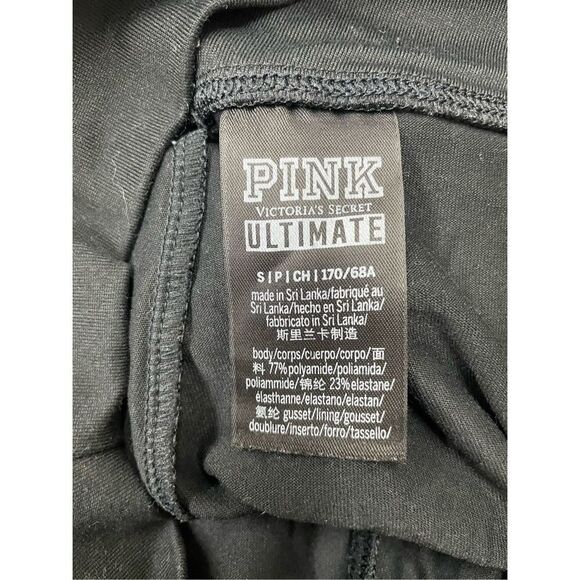 PINK
VICTORIA'S SECRET
ULTIMATE
S | P | CH | 170/68A
made in Sri Lanka/fabriqué au
Sri Lanka/hecho en Sri Lanka/
fabbricato in Sri Lanka/
斯里兰卡制造
body/corps/cuerpo/corpo/面
料 77% polyamide/poliamida/
poliammide/锦纶 23% elastane/
élasthanne/elastano/elastan/
氨纶 gusset/lining/gousset/
doublure/inserto/forro/tassello/